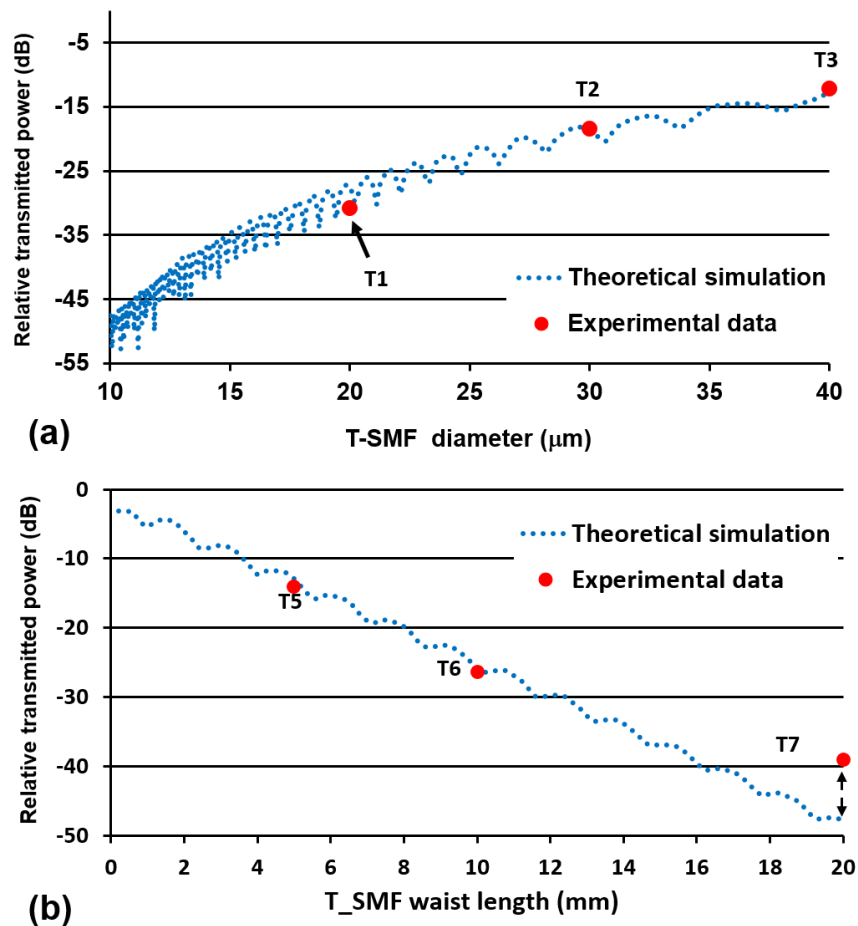 Relative transmitted power (dB)
-5
-15
-25
-35
-45
-55
T1
T2
T3
Theoretical simulation
Experimental data
10
15
20
25
30
35
40
(a)
T-SMF diameter (μm)
Relative transmitted power (dB)
0
-10
-20
-30
-40
-50
Theoretical simulation
Experimental data
T5
T6
T7
0
2
4
6
8
10
12
14
16
18
20
(b)
T_SMF waist length (mm)